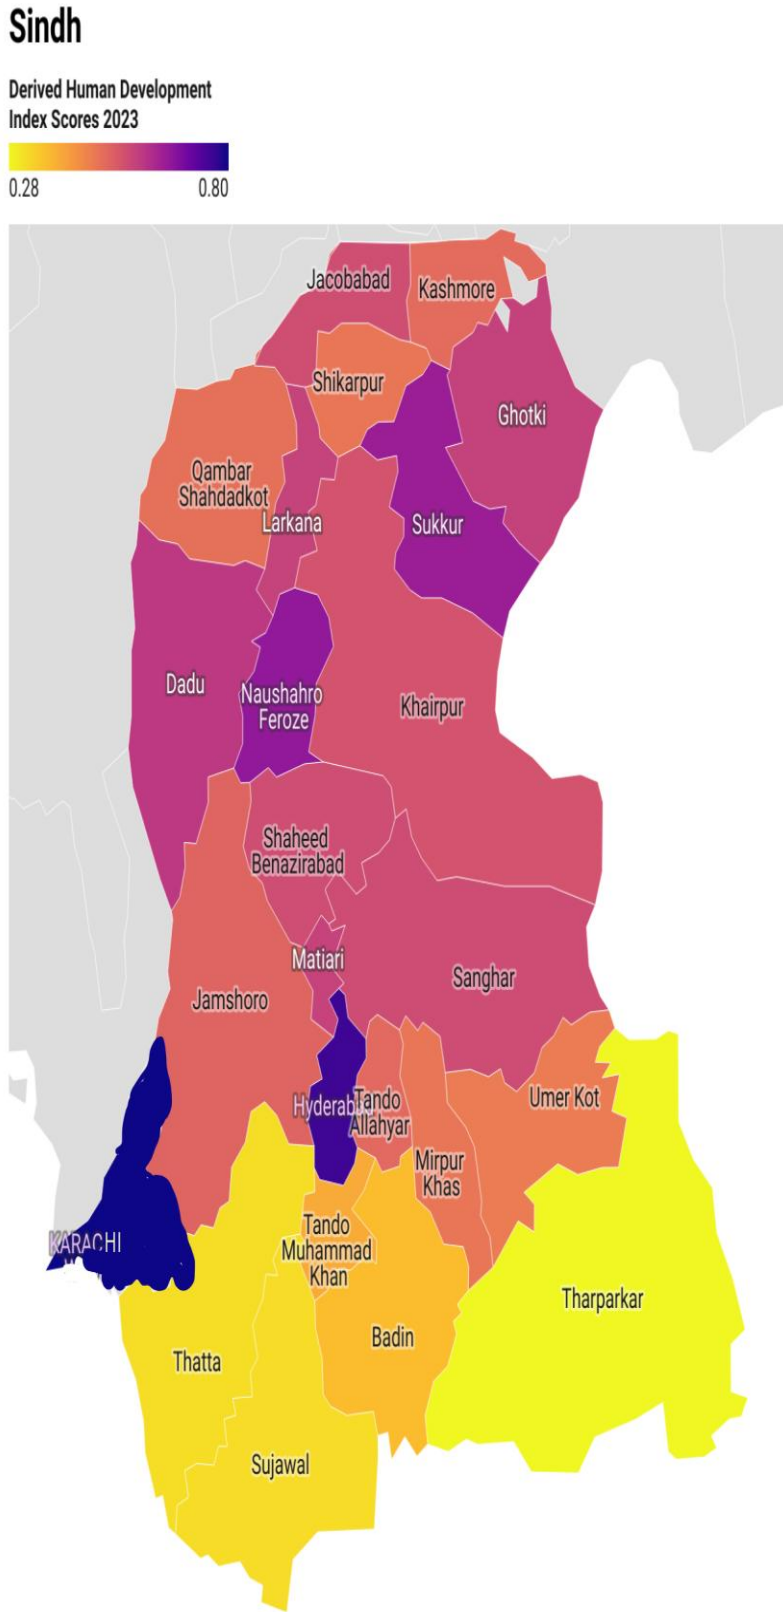 Sindh
Derived Human Development
Index Scores 2023
0.28
0.80
Jacobabad
Kashmore
Shikarpur
Ghotki
Qambar
Shahdadkot
Larkana
Sukkur
Dadu
Naushahro
Feroze
Khairpur
Shaheed
Benazirabad
Matiari
Sanghar
Jamshoro
Umer Kot
Tando
Allahyar
Mirpur
Khas
KARACHI
Tando
Muhammad
Khan
Tharparkar
Badin
Thatta
Sujawal